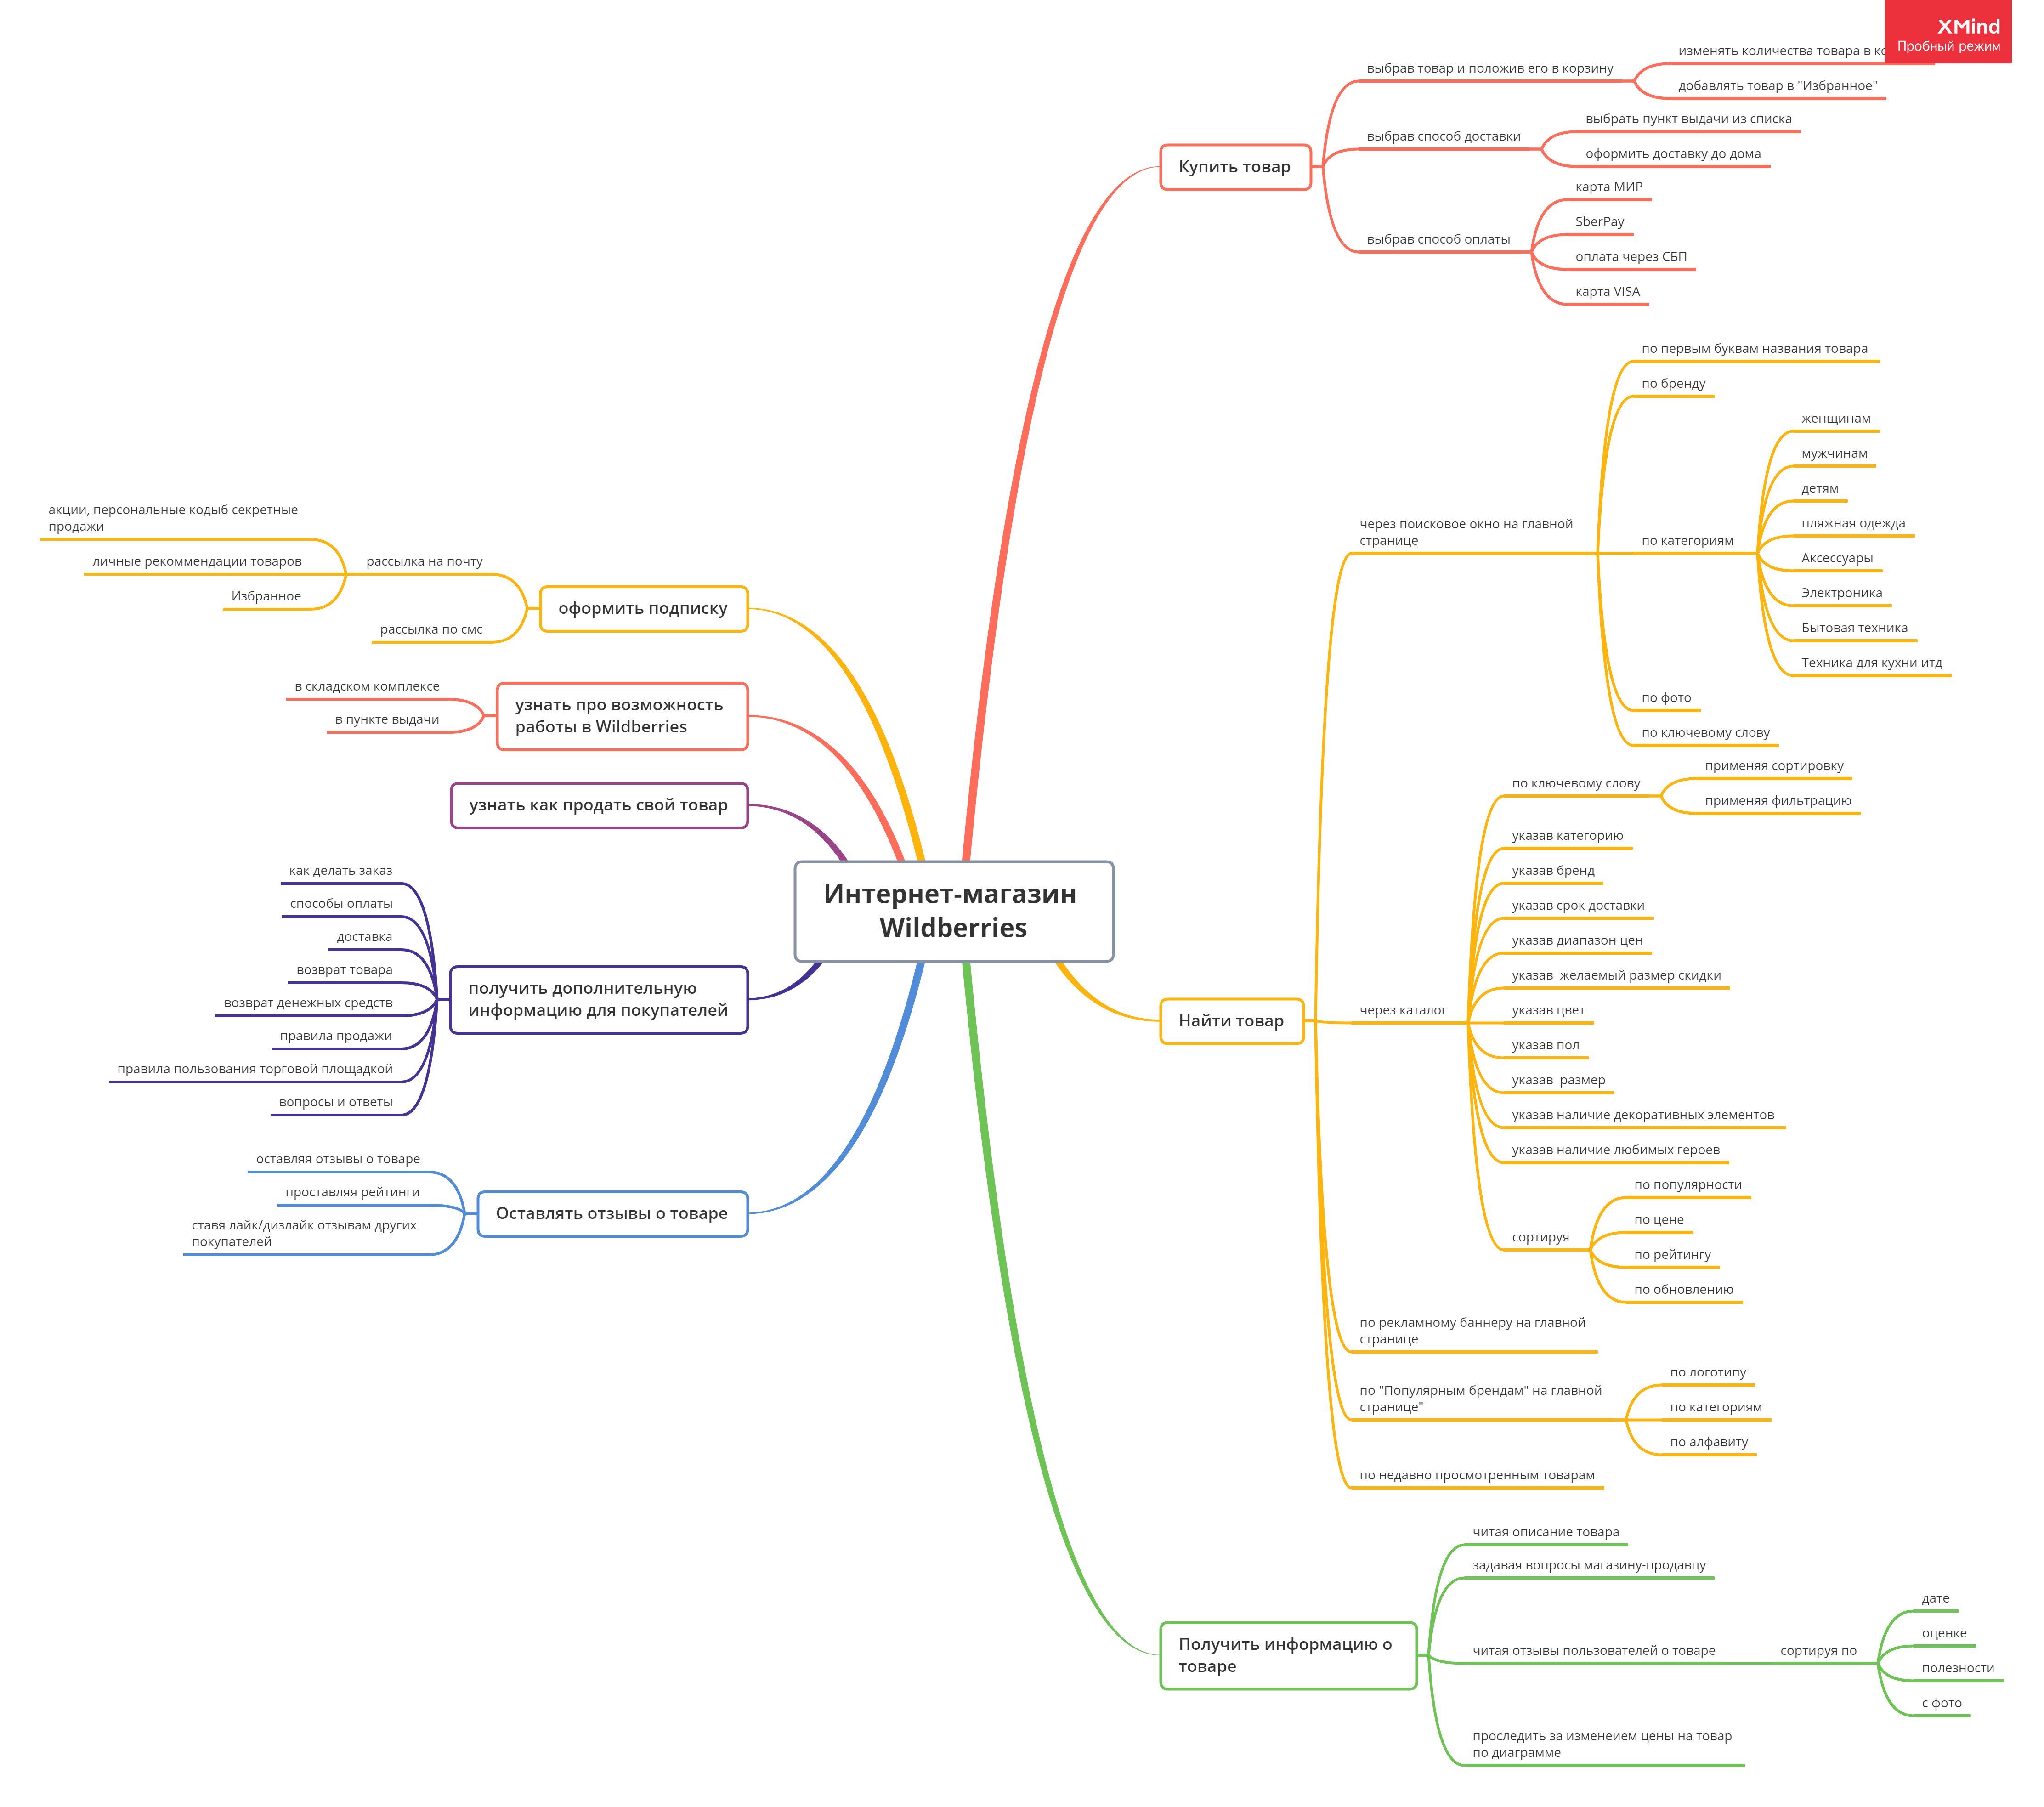 XMind
Пробный режим
изменять количества товара в
добавлять товар в "Избранное"
выбрав товар и положив его в корзину
выбрать пункт выдачи из списка
выбрав способ доставки
оформить доставку до дома
Купить товар
карта МИР
SberPay
выбрав способ оплаты
оплата через СБП
карта VISA
по первым буквам названия товара
по бренду
женщинам
мужчинам
детям
через поисковое окно на главной
странице
пляжная одежда
по категориям
Аксессуары
Электроника
Бытовая техника
Техника для кухни итд
по фото
по ключевому слову
по ключевому слову
применяя сортировку
применяя фильтрацию
указав категорию
указав бренд
указав срок доставки
указав диапазон цен
указав  желаемый размер скидки
Найти товар
через каталог
указав цвет
указав пол
указав  размер
указав наличие декоративных элементов
указав наличие любимых героев
сортируя
по популярности
по цене
по рейтингу
по обновлению
по рекламному баннеру на главной
странице
по "Популярным брендам" на главной
странице"
по логотипу
по категориям
по алфавиту
по недавно просмотренным товарам
читая описание товара
задавая вопросы магазину-продавцу
Получить информацию о
товаре
читая отзывы пользователей о товаре
сортируя по
дате
оценке
полезности
с фото
проследить за изменеием цены на товар
по диаграмме
Интернет-магазин
Wildberries
акции, персональные кодыб секретные
продажи
личные рекоммендации товаров
Избранное
рассылка на почту
рассылка по смс
оформить подписку
в складском комплексе
в пункте выдачи
узнать про возможность
работы в Wildberries
узнать как продать свой товар
как делать заказ
способы оплаты
доставка
возврат товара
возврат денежных средств
правила продажи
правила пользования торговой площадкой
вопросы и ответы
получить дополнительную
информацию для покупателей
оставляя отзывы о товаре
проставляя рейтинги
ставя лайк/дизлайк отзывам других
покупателей
Оставлять отзывы о товаре